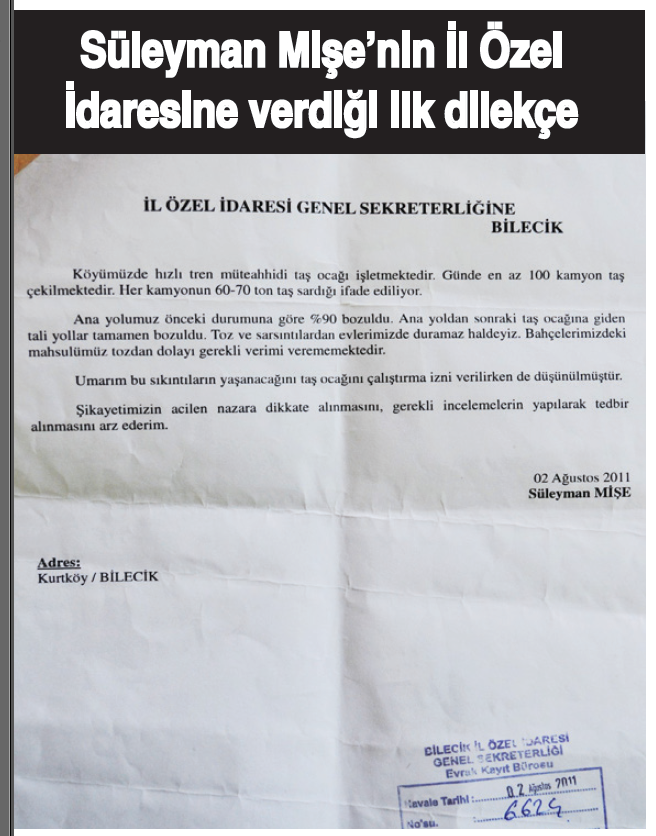 Süleyman Mişe’nin İl Özel
İdaresine verdiği ilk dilekçe
İL ÖZEL İDARESİ GENEL SEKRETERLİĞİNE
BİLECİK
Köyümüzde hızlı tren müteahhidi taş ocağı işletmektedir. Günde en az 100 kamyon taş
çekilmektedir. Her kamyonun 60-70 ton taş sardığı ifade ediliyor.
Ana yolumuz önceki durumuna göre %90 bozuldu. Ana yoldan sonraki taş ocağına giden
tali yollar tamamen bozuldu. Toz ve sarsıntılardan evlerimizde duramaz haldeyiz. Bahçelerimizdeki
mahsulümüz tozdan dolayı gerekli verimi verememektedir.
Umarım bu sıkıntıların yaşanacağını taş ocağını çalıştırma izni verilirken de düşünülmüştür.
Şikayetimizin acilen nazara dikkate alınmasını, gerekli incelemelerin yapılarak tedbir
alınmasını arz ederim.
02 Ağustos 2011
Süleyman MİŞE
Adres:
Kurtköy / BİLECİK
BİLECİK İL ÖZEL İDARESİ
GENEL SEKRETERLİĞİ
Evrak Kayıt Bürosu
Havale Tarihi : 02 Ağustos 2011
No'su. 6624